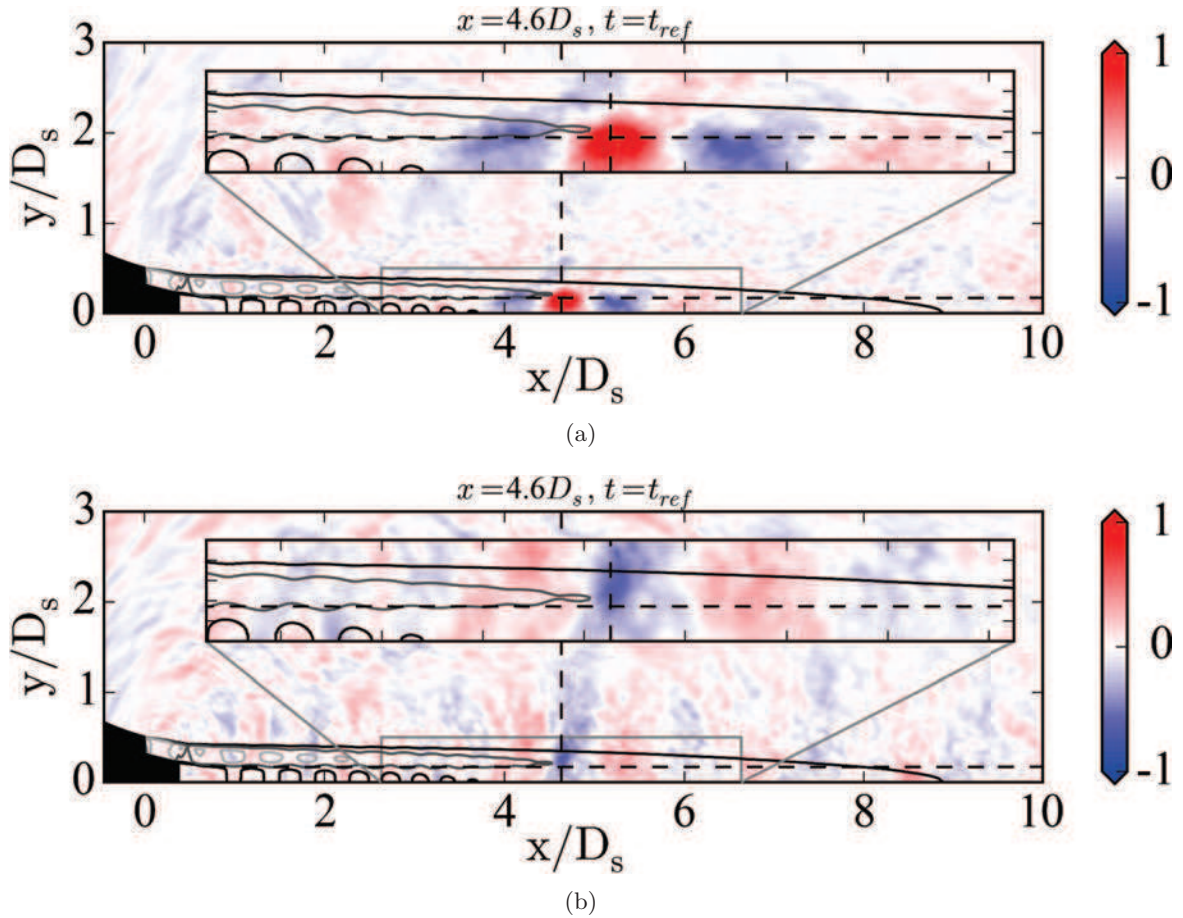 x=4.6D_s, t=t_ref
3
2
1
0
y/D_s
0 2 4 6 8 10
x/D_s
1
0
-1
(a)
x=4.6D_s, t=t_ref
3
2
1
0
y/D_s
0 2 4 6 8 10
x/D_s
1
0
-1
(b)